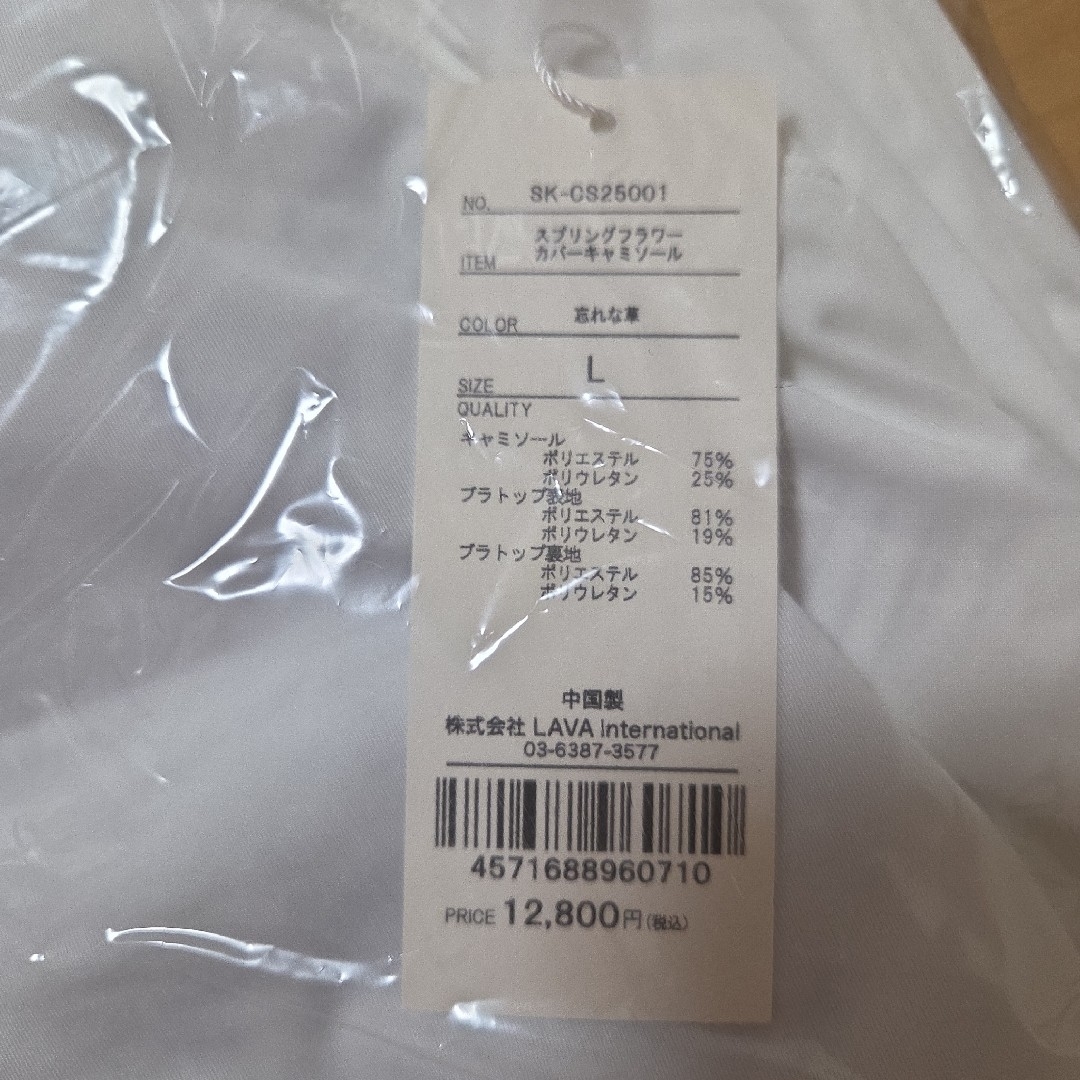 NO. SK-CS25001
スプリングフラワー
ITEM カバーキャミソール
COLOR 忘れな草
SIZE L
QUALITY
キャミソール
ポリエステル 75%
ポリウレタン 25%
ブラトップ表地
ポリエステル 81%
ポリウレタン 19%
ブラトップ裏地
ポリエステル 85%
ポリウレタン 15%
中国製
株式会社 LAVA International
03-6387-3577
4571688960710
PRICE 12,800円(税込)